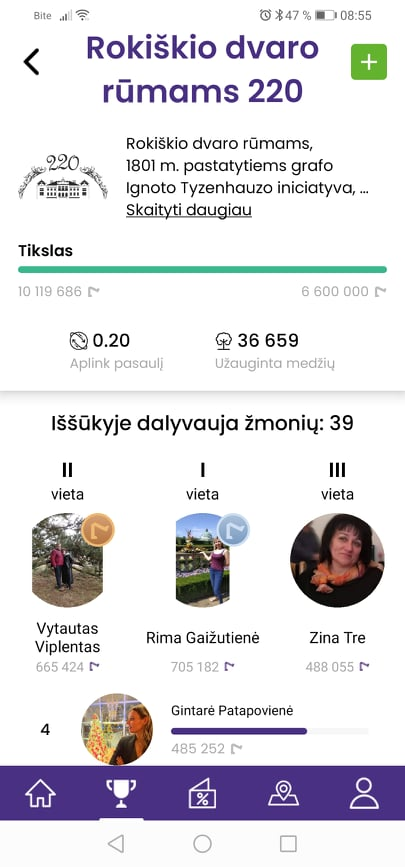 Bite 47 % 08:55
Rokiškio dvaro
rūmams 220
220
Rokiškio dvaro rūmams,
1801 m. pastatytiems grafo
Ignoto Tyzenhauzo iniciatyva, ...
Skaityti daugiau
Tikslas
10 119 686 6 600 000
0.20 36 659
Aplink pasaulį Užauginta medžių
Iššūkyje dalyvauja žmonių: 39
II I III
vieta vieta vieta
Vytautas
Viplentas Rima Gaižutienė Zina Tre
665 424 705 182 488 055
Gintarė Patapovienė
4
485 252
%